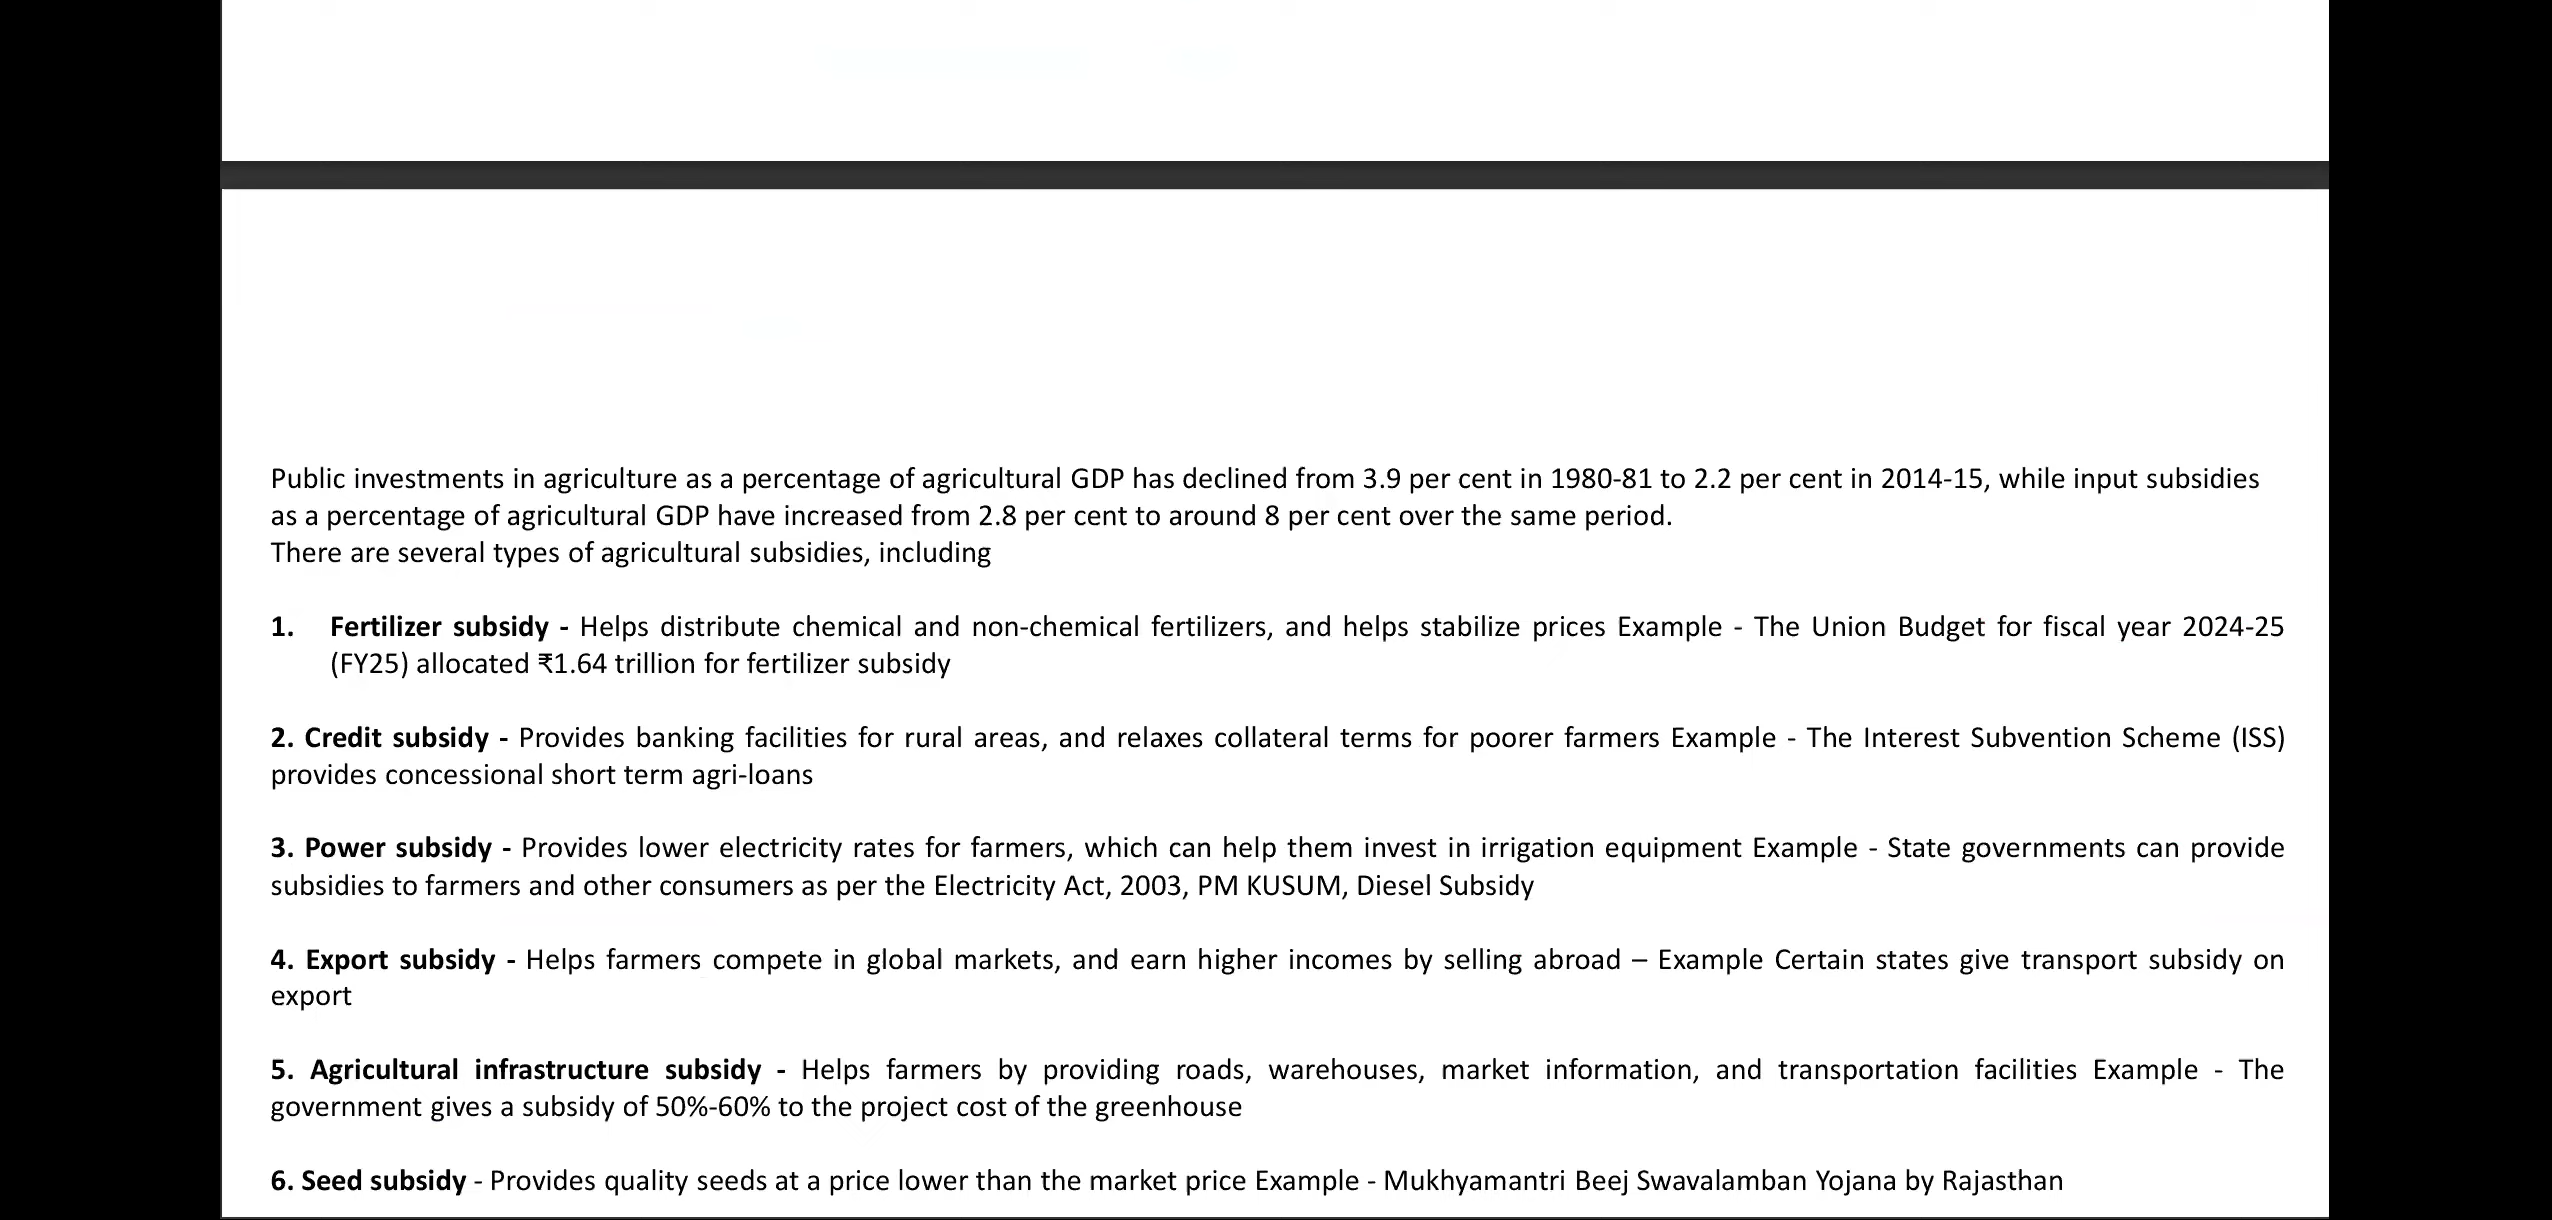 Public investments in agriculture as a percentage of agricultural GDP has declined from 3.9 per cent in 1980-81 to 2.2 per cent in 2014-15, while input subsidies
as a percentage of agricultural GDP have increased from 2.8 per cent to around 8 per cent over the same period.
There are several types of agricultural subsidies, including
1. Fertilizer subsidy - Helps distribute chemical and non-chemical fertilizers, and helps stabilize prices Example - The Union Budget for fiscal year 2024-25
(FY25) allocated ₹1.64 trillion for fertilizer subsidy
2. Credit subsidy - Provides banking facilities for rural areas, and relaxes collateral terms for poorer farmers Example - The Interest Subvention Scheme (ISS)
provides concessional short term agri-loans
3. Power subsidy - Provides lower electricity rates for farmers, which can help them invest in irrigation equipment Example - State governments can provide
subsidies to farmers and other consumers as per the Electricity Act, 2003, PM KUSUM, Diesel Subsidy
4. Export subsidy - Helps farmers compete in global markets, and earn higher incomes by selling abroad – Example Certain states give transport subsidy on
export
5. Agricultural infrastructure subsidy - Helps farmers by providing roads, warehouses, market information, and transportation facilities Example - The
government gives a subsidy of 50%-60% to the project cost of the greenhouse
6. Seed subsidy - Provides quality seeds at a price lower than the market price Example - Mukhyamantri Beej Swavalamban Yojana by Rajasthan